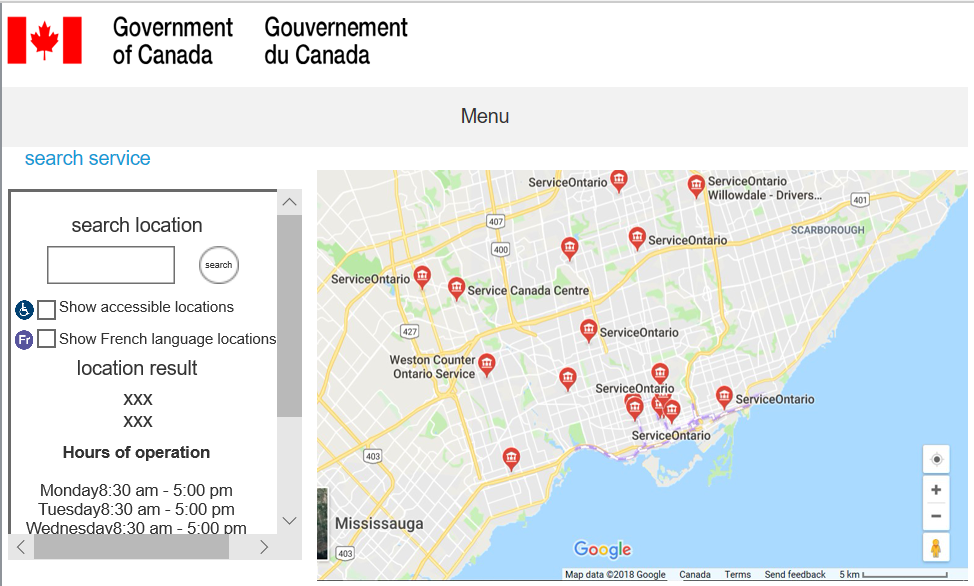 Government
of Canada
Gouvernement
du Canada
Menu
search service
search location
search
Show accessible locations
Fr
Show French language locations
location result
XXX
XXX
Hours of operation
Monday8:30 am - 5:00 pm
Tuesday8:30 am - 5:00 pm
Wednesday8:30 am - 5:00 pm
ServiceOntario
ServiceOntario
Willowdale - Drivers...
401
407
SCARBOROUGH
400
ServiceOntario
ServiceOntario
Service Canada Centre
427
ServiceOntario
Weston Counter
Ontario Service
ServiceOntario
ServiceOntario
ServiceOntario
403
Mississauga
403
Google
Map data ©2018 Google
Canada
Terms
Send feedback
5 km